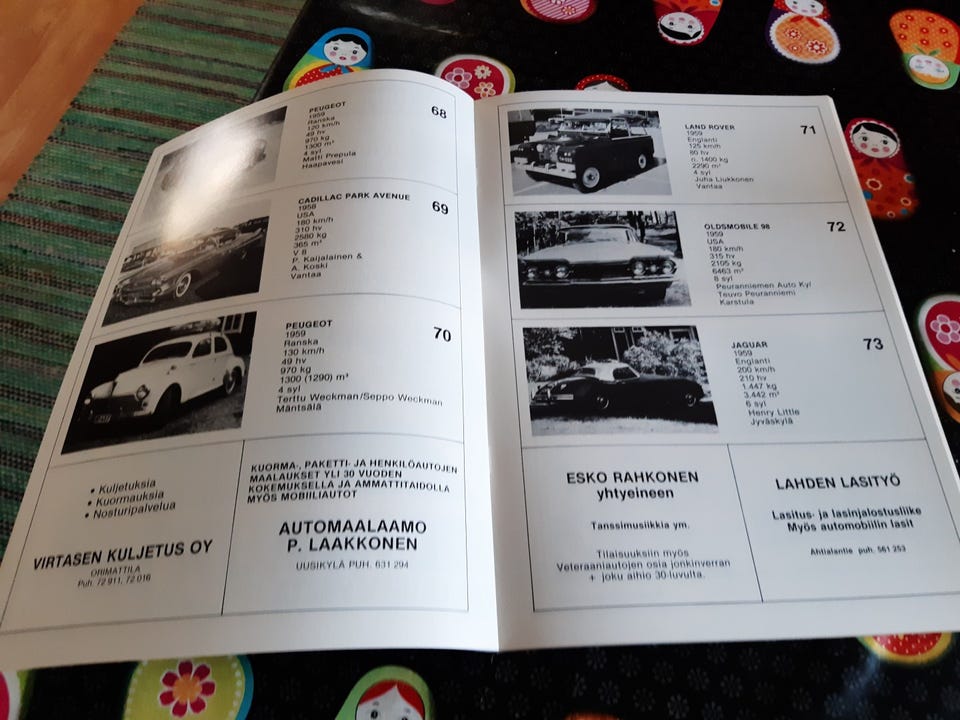 PEUGEOT
1959
Ranska
120 km/h
49 hv
970 kg
1300 m³
4 syl
Matti Prepula
Haapavesi
68
CADILLAC PARK AVENUE
1958
USA
180 km/h
310 hv
2580 kg
365 m³
V 8
P. Kaijalainen &
A. Koski
Vantaa
69
PEUGEOT
1959
Ranska
130 km/h
49 hv
970 kg
1300 (1290) m³
4 syl
Terttu Weckman/Seppo Weckman
Mäntsälä
70
• Kuljetuksia
• Kuormauksia
• Nosturipalvelua
VIRTASEN KULJETUS OY
ORIMATTILA
Puh. 72 911, 72 016
KUORMA-, PAKETTI- JA HENKILÖAUTOJEN
MAALAUKSET YLI 30 VUODEN
KOKEMUKSELLA JA AMMATTITAIDOLLA
MYÖS MOBIILIAUTOT
AUTOMAALAAMO
P. LAAKKONEN
UUSIKYLÄ PUH. 631 294
LAND ROVER
1959
Englanti
125 km/h
80 hv
n. 1400 kg
2290 m³
4 syl
Juha Liukkonen
Vantaa
71
OLDSMOBILE 98
1959
USA
180 km/h
315 hv
2105 kg
6463 m³
8 syl
Peuranniemen Auto Ky/
Teuvo Peuranniemi
Karstula
72
JAGUAR
1959
Englanti
200 km/h
210 hv
1.447 kg
3.442 m³
6 syl
Henry Little
Jyväskylä
73
ESKO RAHKONEN
yhtyeineen
Tanssimusiikkia ym.
Tilaisuuksiin myös
Veteraaniautojen osia jonkinverran
+ joku aihio 30-luvulta.
LAHDEN LASITYÖ
Lasitus- ja lasinjalostusliike
Myös automobiilin lasit
Ahtialantie puh. 561 253